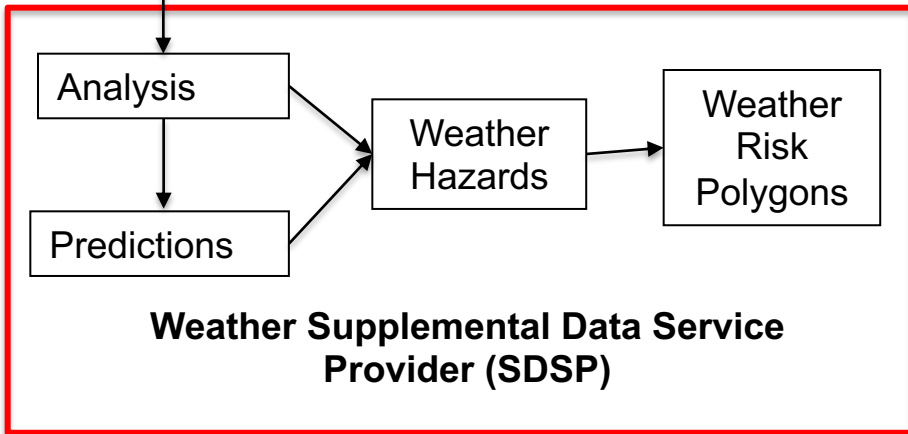 Analysis
Weather
Hazards
Weather
Risk
Polygons
Predictions
Weather Supplemental Data Service
Provider (SDSP)